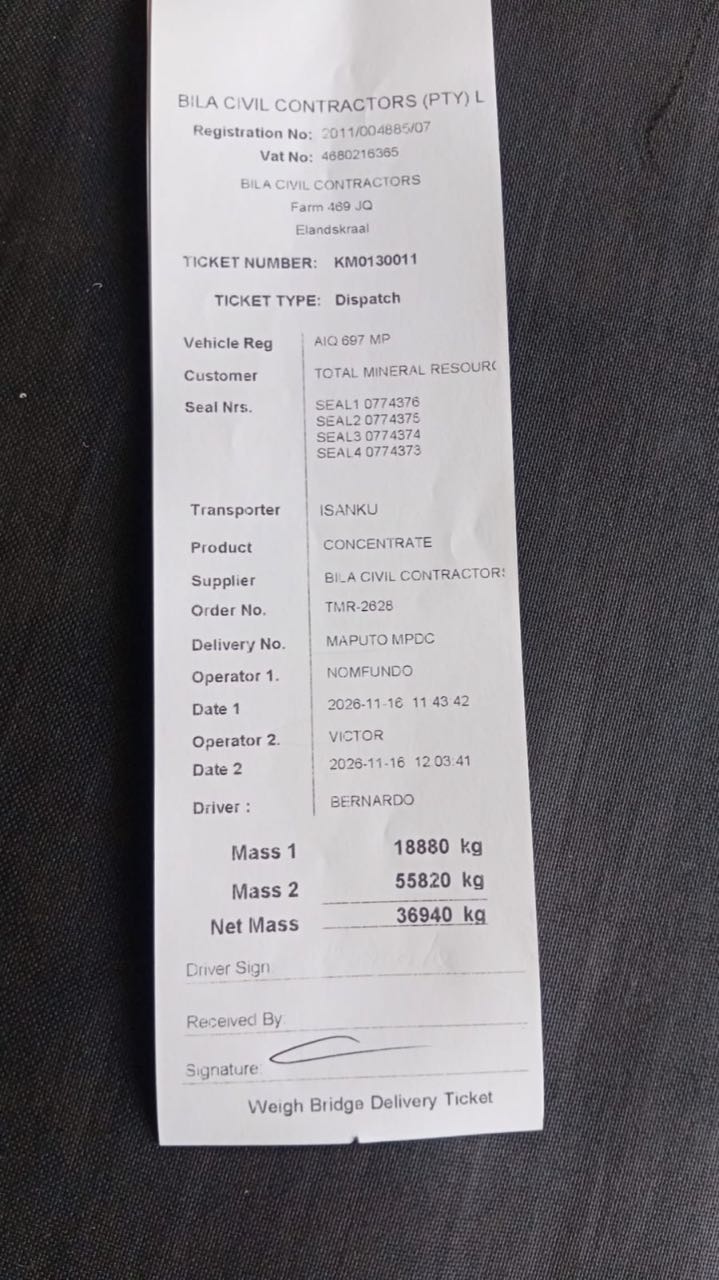 BILA CIVIL CONTRACTORS (PTY) L
Registration No: 2011/004885/07
Vat No: 4680216365
BILA CIVIL CONTRACTORS
Farm 469 JQ
Elandskraal
TICKET NUMBER: KM0130011
TICKET TYPE: Dispatch
Vehicle Reg AIQ 697 MP
Customer TOTAL MINERAL RESOURC
Seal Nrs. SEAL1 0774376
SEAL2 0774375
SEAL3 0774374
SEAL4 0774373
Transporter ISANKU
Product CONCENTRATE
Supplier BILA CIVIL CONTRACTORS
Order No. TMR-2628
Delivery No. MAPUTO MPDC
Operator 1. NOMFUNDO
Date 1 2026-11-16 11 43 42
Operator 2. VICTOR
Date 2 2026-11-16 12 03:41
Driver : BERNARDO
Mass 1 18880 kg
Mass 2 55820 kg
Net Mass 36940 kg
Driver Sign
Received By:
Signature:
Weigh Bridge Delivery Ticket